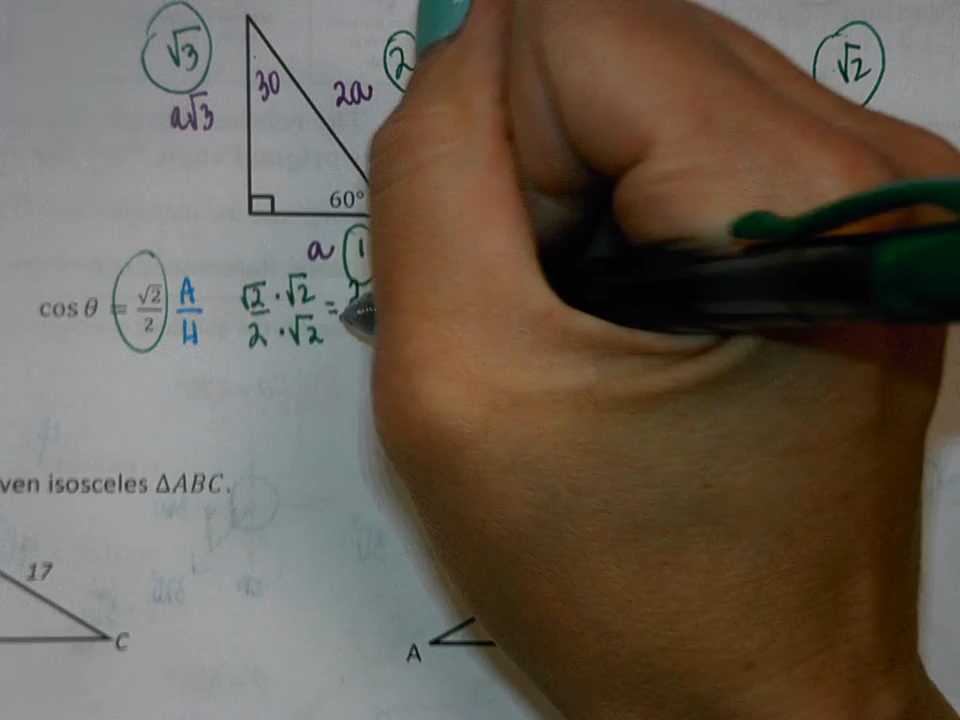 √3 2 √2
30 2a
a√3
60°
a 1
cos θ = √2/2 A/H √2/2 · √2/√2 =
ven isosceles ΔABC.
17
C
A